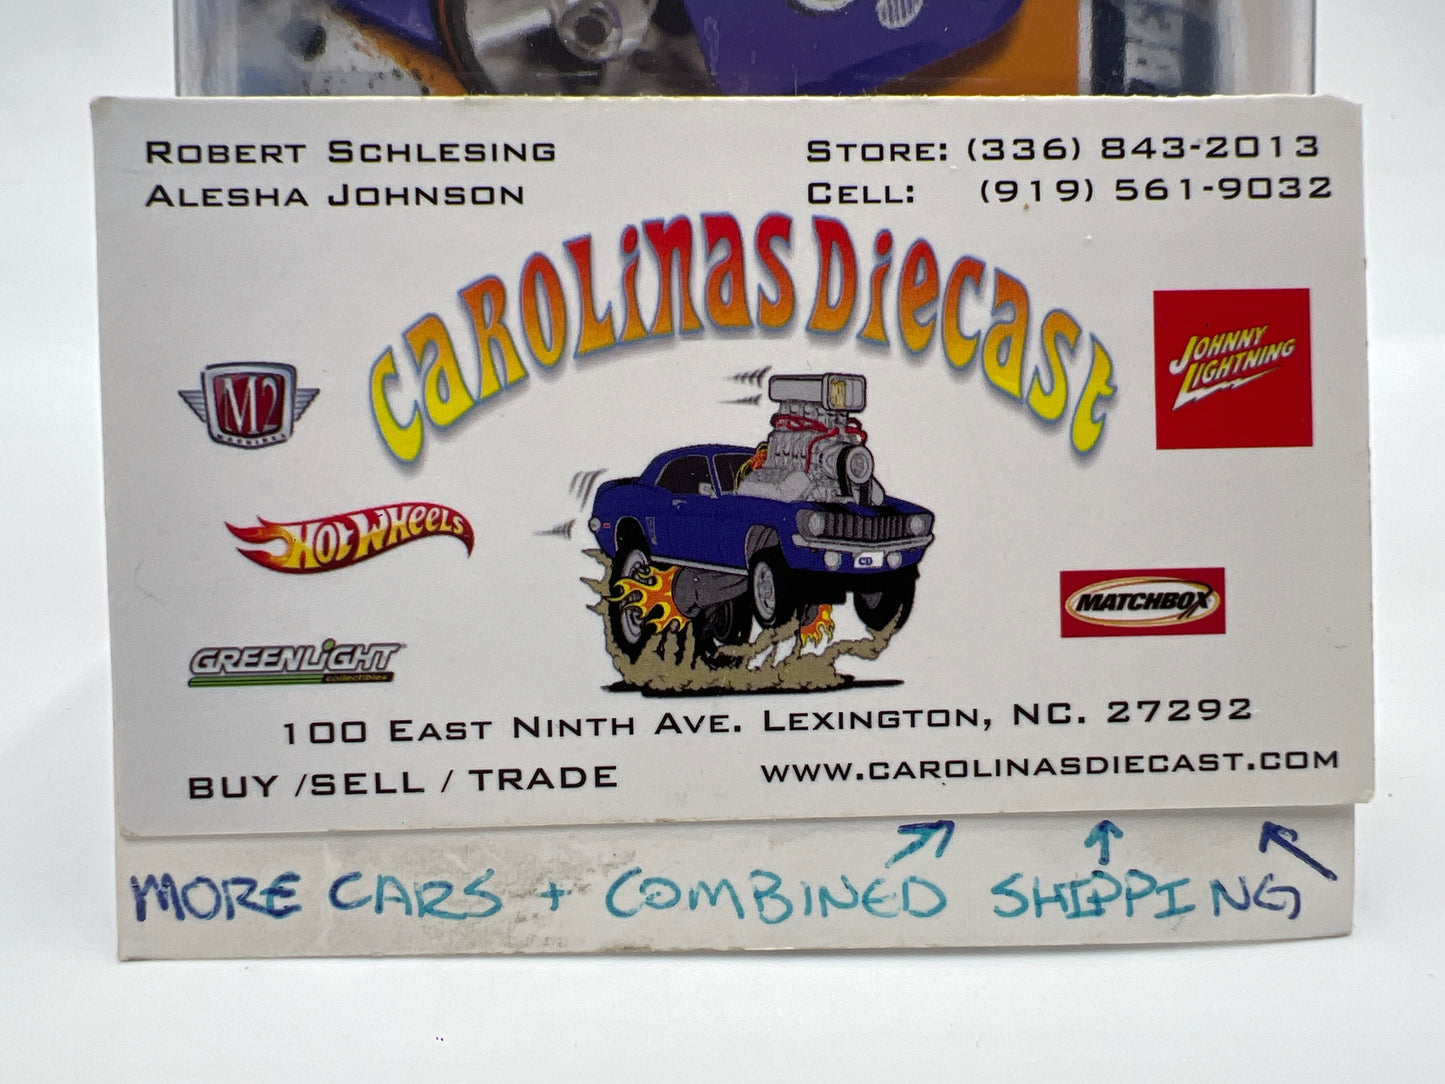 ROBERT SCHLESING
ALESHA JOHNSON
STORE: (336) 843-2013
CELL: (919) 561-9032
CAROLINAS DIECAST
M2
MACHINES
JOHNNY
LIGHTNING
HOT WHEELS
MATCHBOX
GREENLIGHT
collectibles
100 EAST NINTH AVE. LEXINGTON, NC. 27292
BUY /SELL / TRADE
WWW.CAROLINASDIECAST.COM
MORE CARS + COMBINED SHIPPING